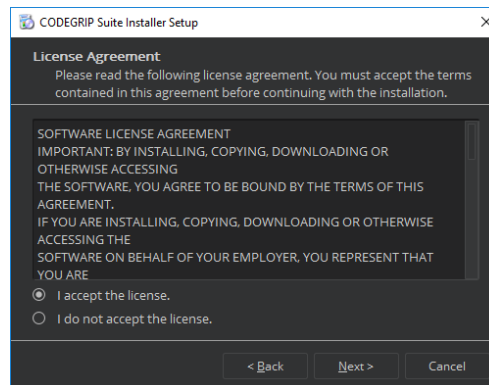 CODEGRIP Suite Installer Setup
License Agreement
Please read the following license agreement. You must accept the terms
contained in this agreement before continuing with the installation.
SOFTWARE LICENSE AGREEMENT
IMPORTANT: BY INSTALLING, COPYING, DOWNLOADING OR
OTHERWISE ACCESSING
THE SOFTWARE, YOU AGREE TO BE BOUND BY THE TERMS OF THIS
AGREEMENT.
IF YOU ARE INSTALLING, COPYING, DOWNLOADING OR OTHERWISE
ACCESSING THE
SOFTWARE ON BEHALF OF YOUR EMPLOYER, YOU REPRESENT THAT
YOU ARE
I accept the license.
I do not accept the license.
< Back Next > Cancel